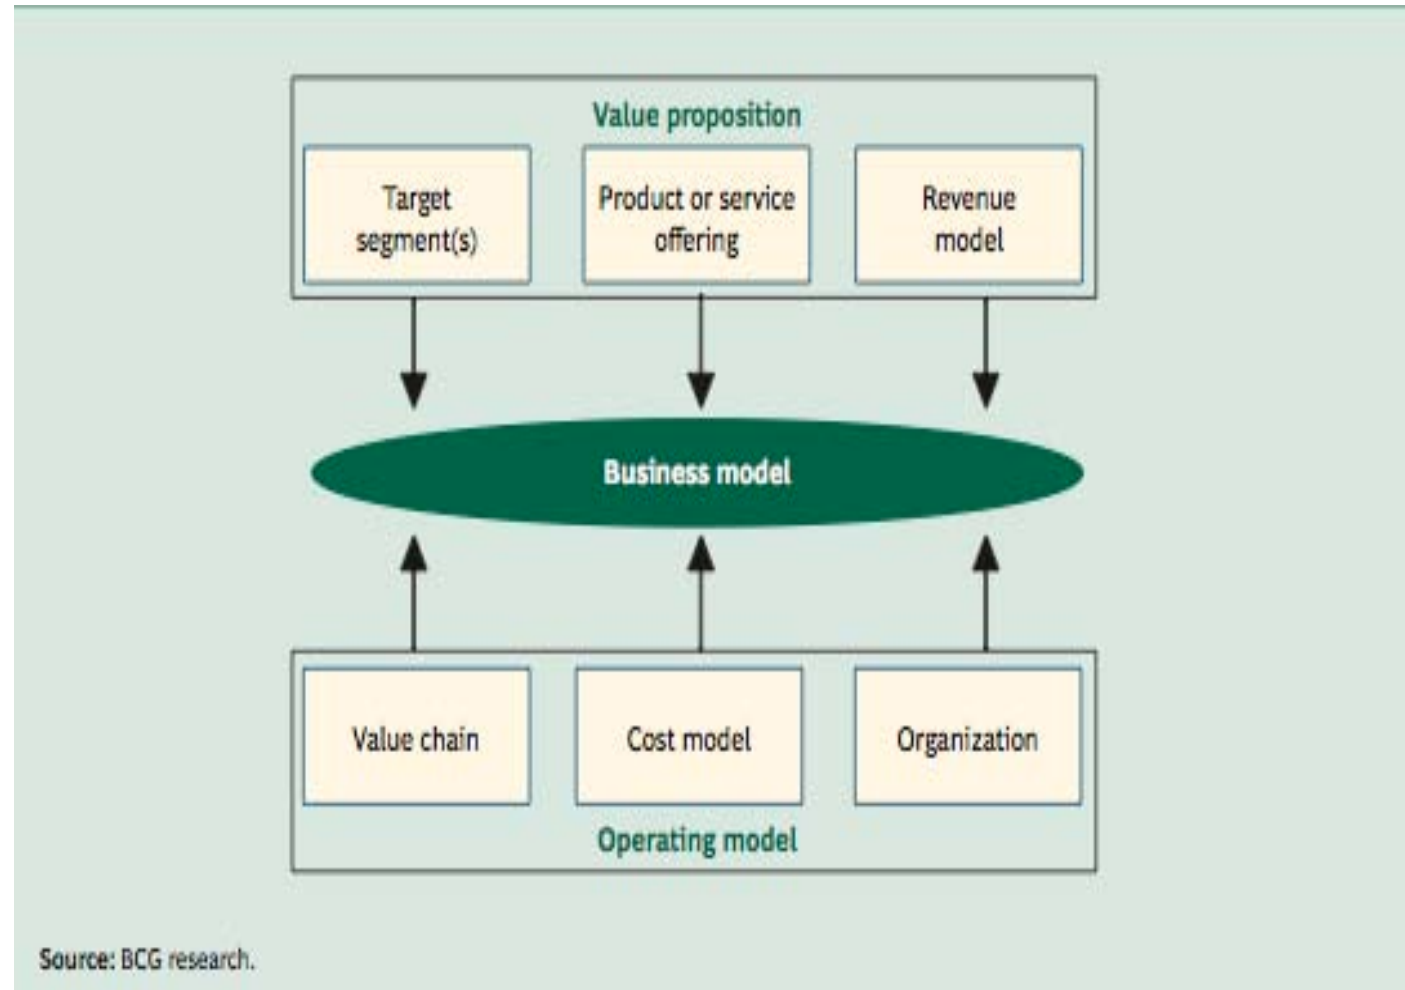 Value proposition
Target
segment(s)
Product or service
offering
Revenue
model
Business model
Value chain
Cost model
Organization
Operating model
Source: BCG research.